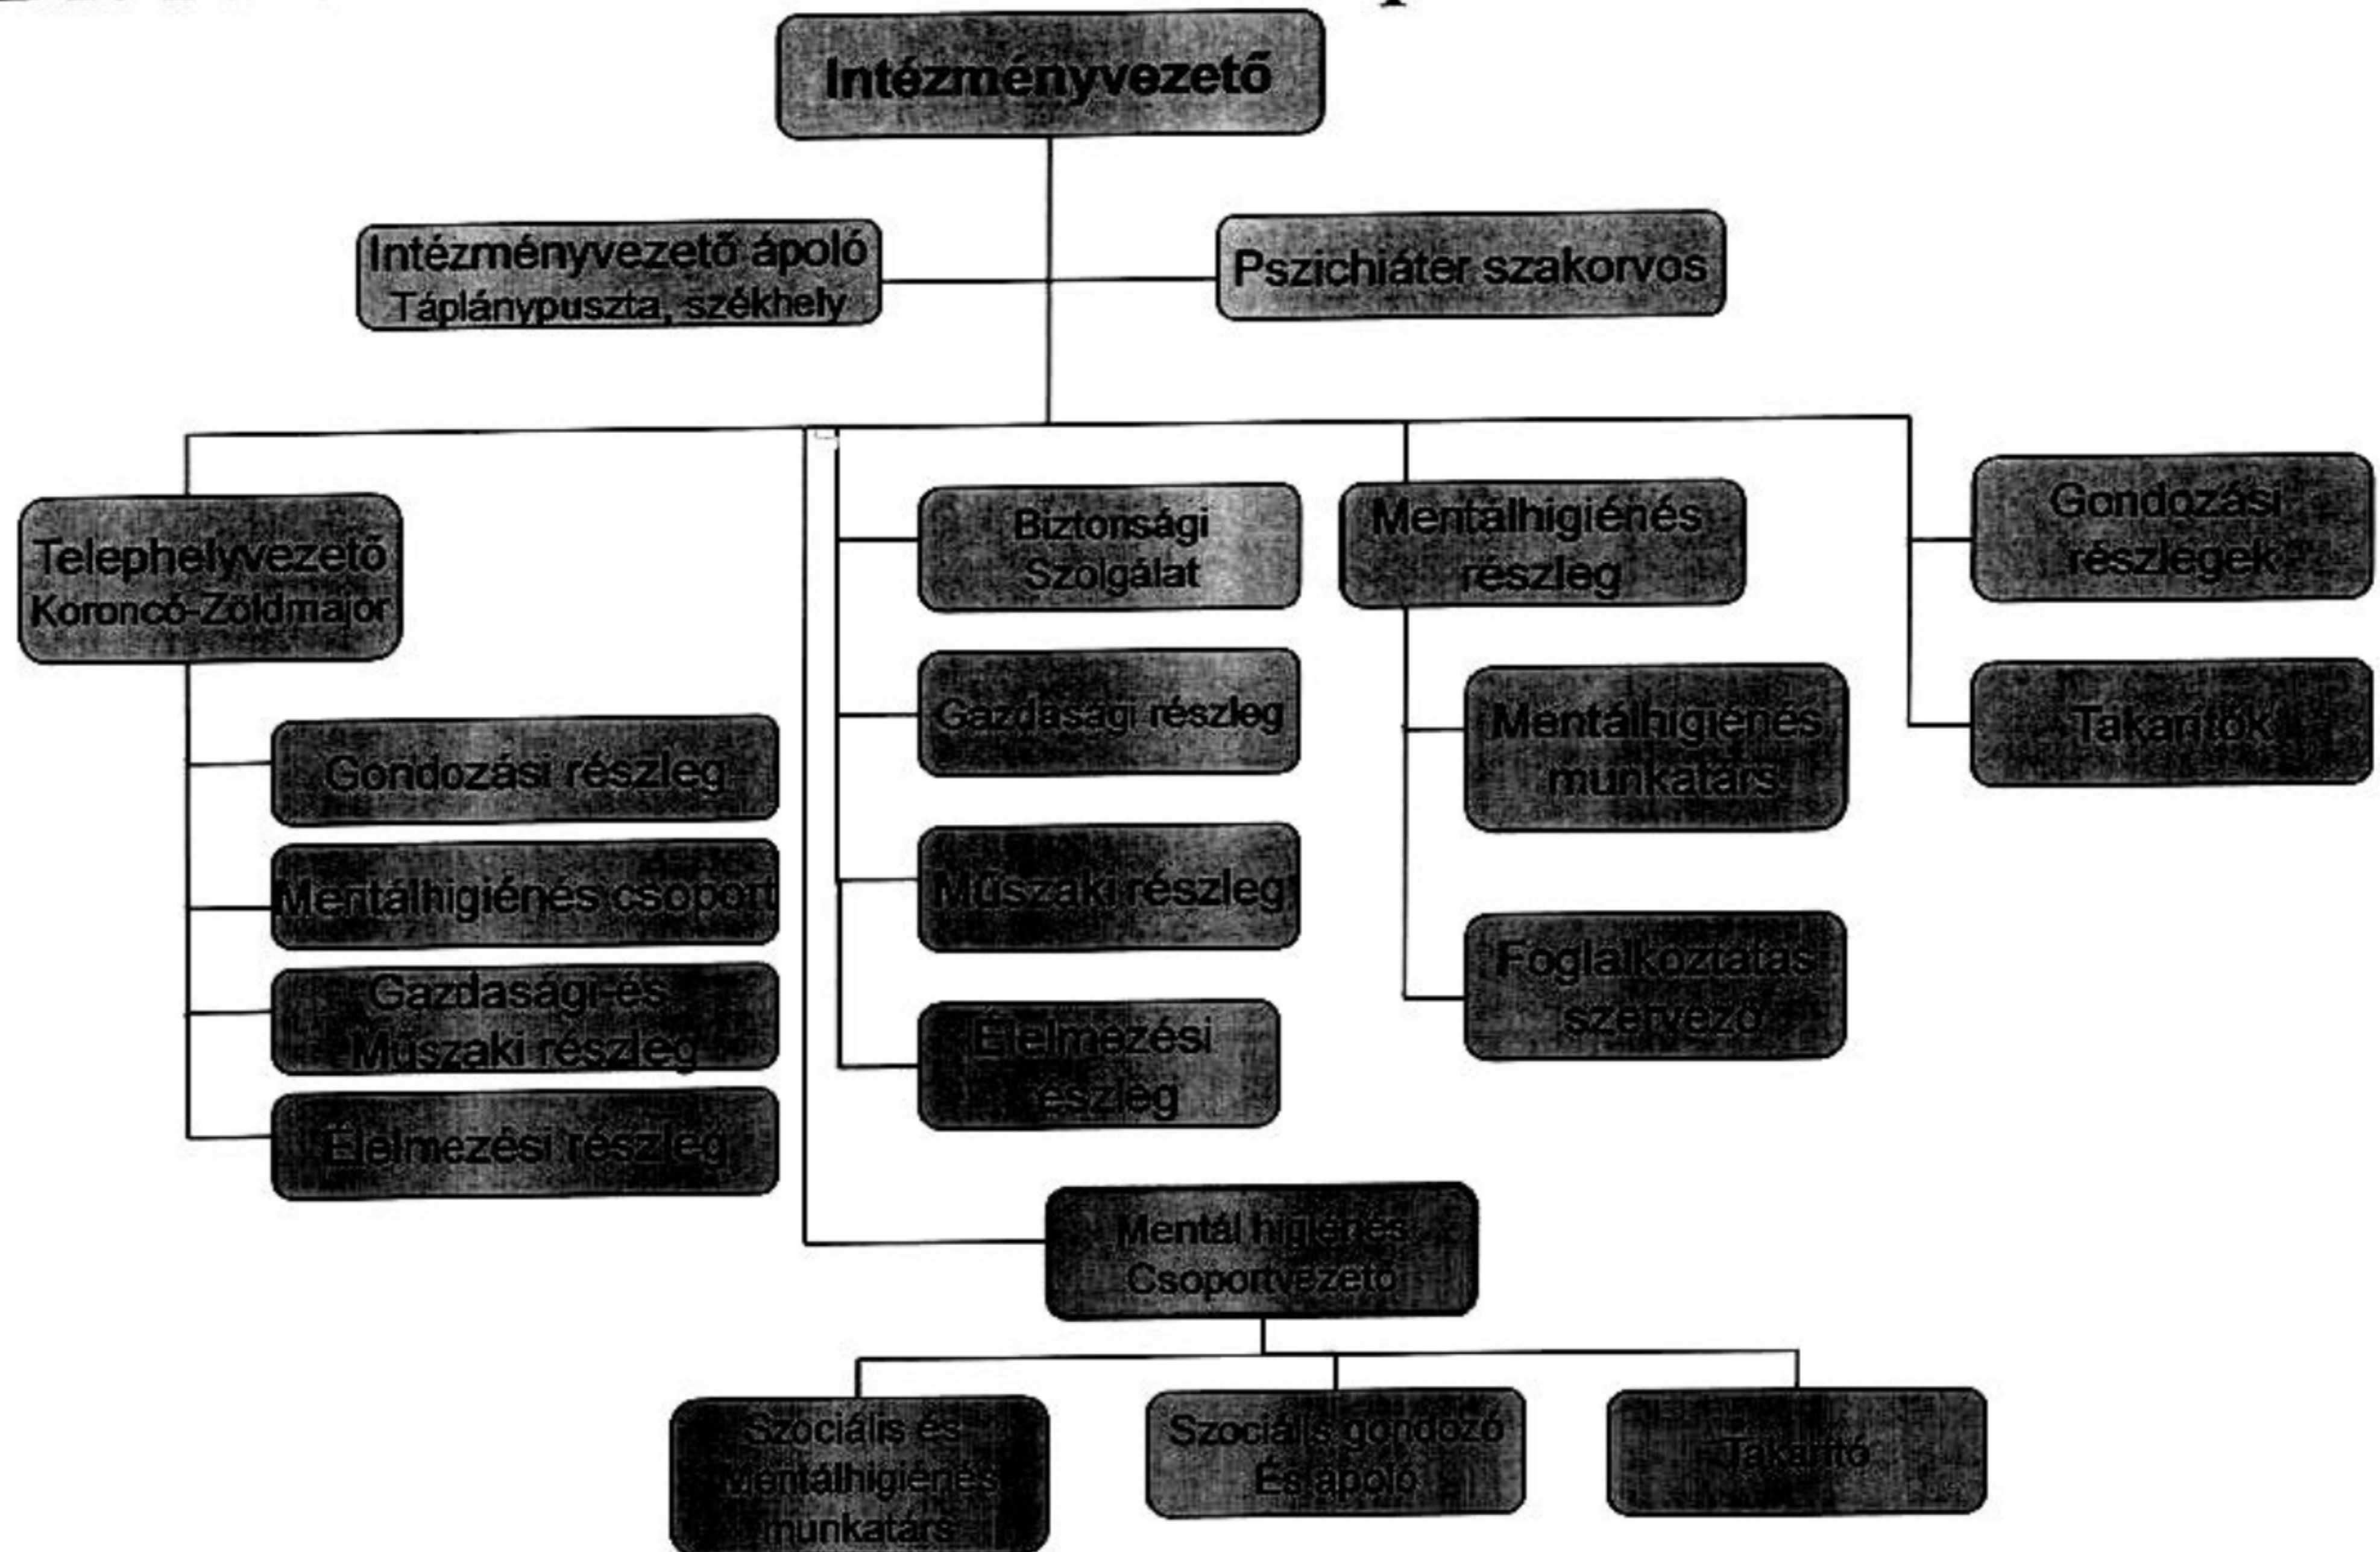 Intézményvezető
Intézményvezető ápoló
Táplánypuszta, székhely
Pszichiáter szakorvos
Telephelyvezető
Koroncó-Zöldmajor
Gondozási részleg
Mentálhigiénés csoport
Gazdasági-és
Műszaki részleg
Élelmezési részleg
Biztonsági
Szolgálat
Gazdasági részleg
Műszaki részleg
Élelmezési
részleg
Mentálhigiénés
részleg
Mentálhigiénés
munkatárs
Foglalkoztatás
szervező
Gondozási
részlegek
Takarítók
Mentál higiénés
Csoportvezető
Szociális és
Mentálhigiénés
munkatárs
Szociális gondozó
És ápoló
Takarító